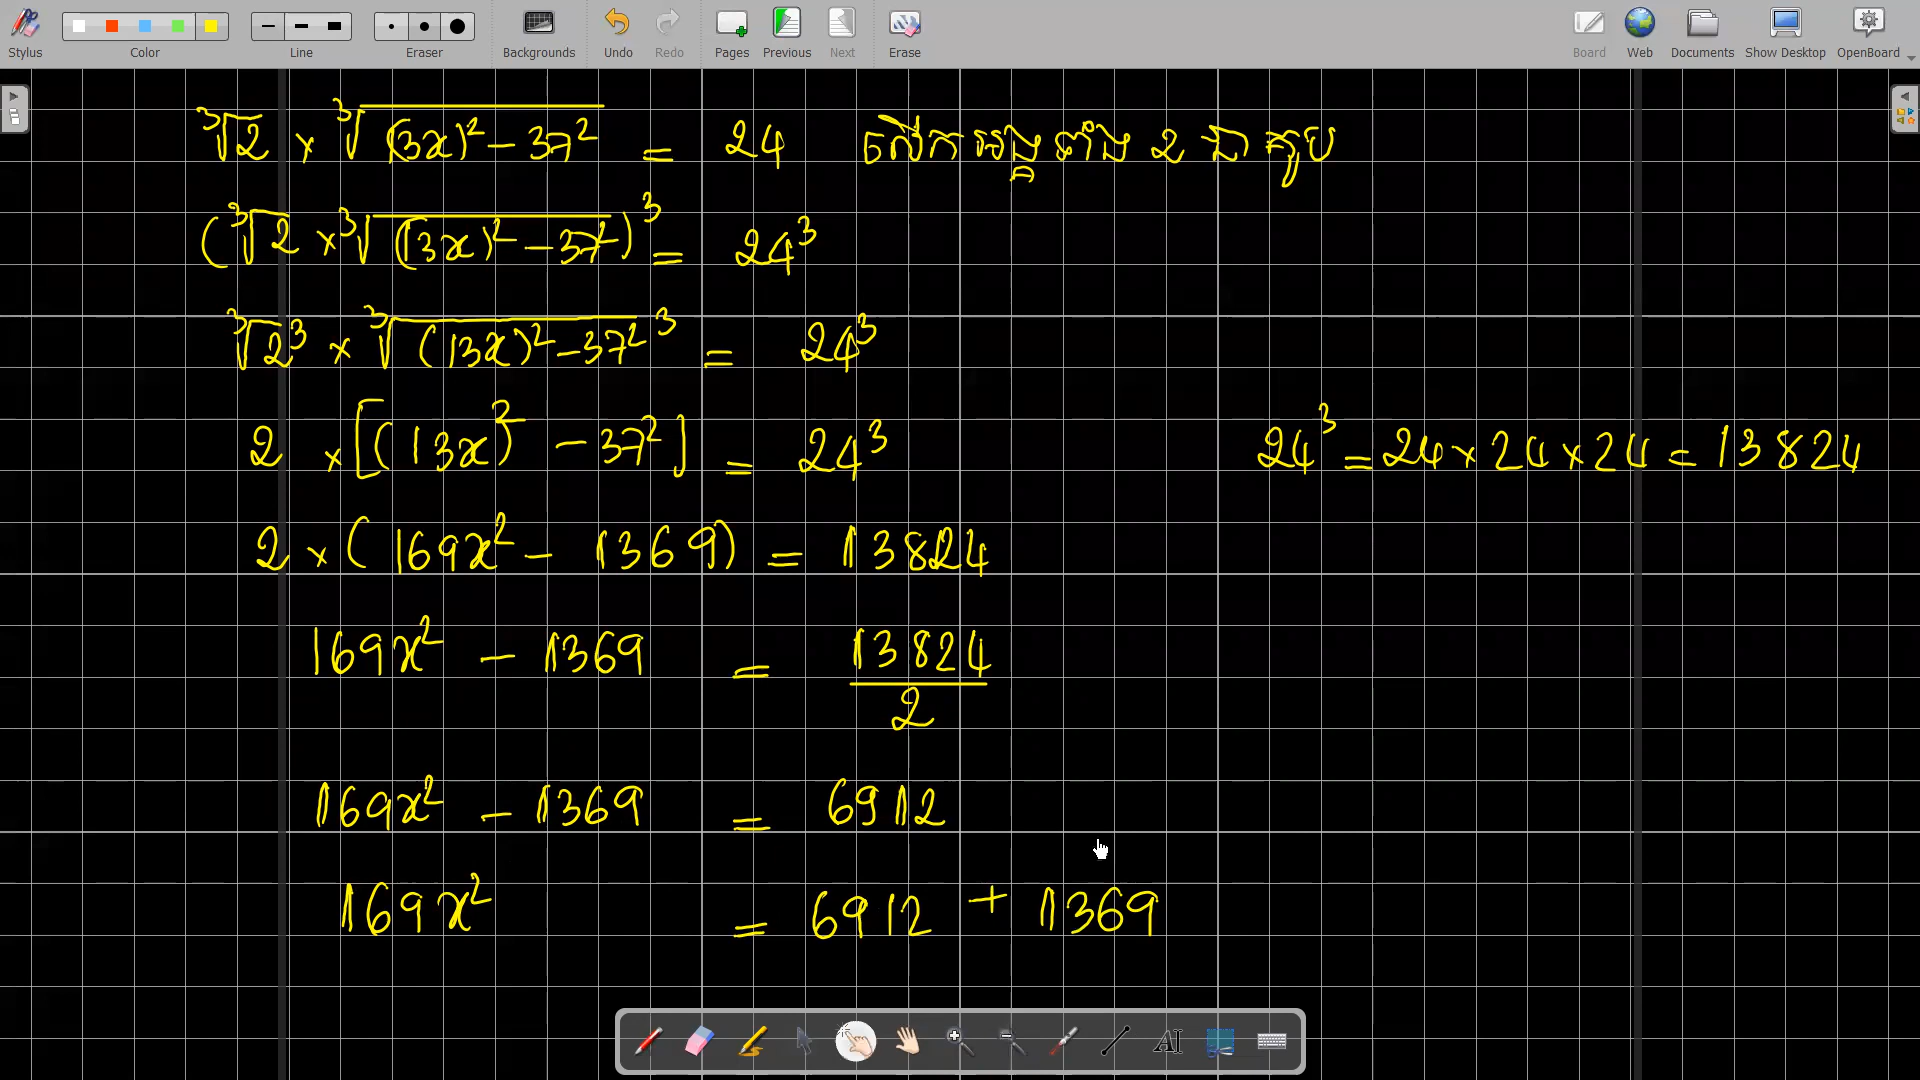 Stylus Color Line Eraser Backgrounds Undo Redo Pages Previous Next Erase Board Web Documents Show Desktop OpenBoard
∛2 × ∛((13x)² − 37²) = 24 លើកអង្គទាំង 2 ជាគូប
(∛2 × ∛((13x)² − 37²))³ = 24³
∛2³ × ∛((13x)² − 37²)³ = 24³
2 × [(13x)² − 37²] = 24³
24³ = 24 × 24 × 24 = 13824
2 × (169x² − 1369) = 13824
169x² − 1369 = 13824/2
169x² − 1369 = 6912
169x² = 6912 + 1369